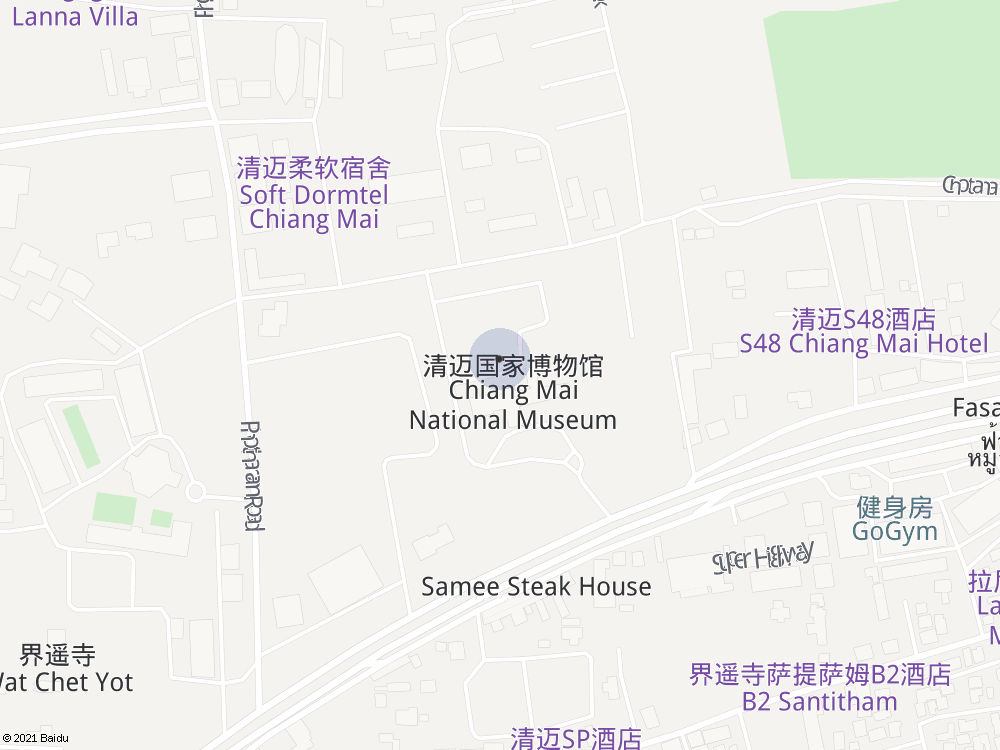 Lanna Villa
清迈柔软宿舍
Soft Dormtel
Chiang Mai
清迈S48酒店
S48 Chiang Mai Hotel
清迈国家博物馆
Chiang Mai
National Museum
Fasa
健身房
GoGym
Super Highway
Samee Steak House
界遥寺
Wat Chet Yot
界遥寺萨提萨姆B2酒店
B2 Santitham
清迈SP酒店
拉
La
M
© 2021 Baidu